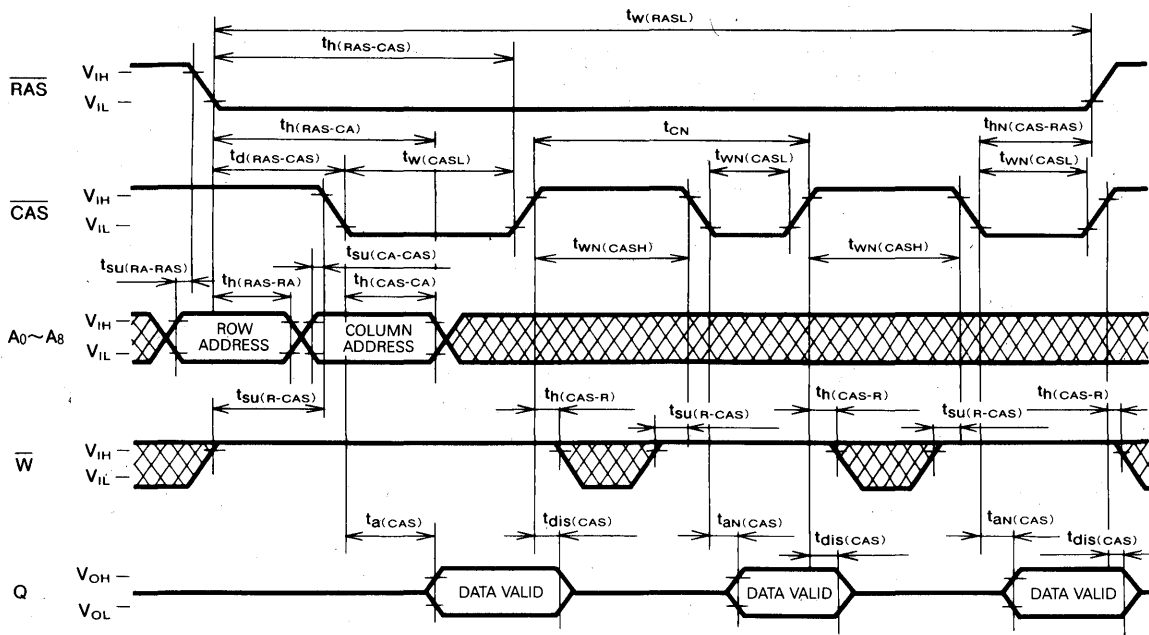 tw(RASL)
th(RAS-CAS)
RAS
VIH
VIL
th(RAS-CA)
tCN
thN(CAS-RAS)
td(RAS-CAS)
tw(CASL)
twN(CASL)
twN(CASL)
CAS
VIH
VIL
tsu(CA-CAS)
twN(CASH)
twN(CASH)
tsu(RA-RAS)
th(RAS-RA)
th(CAS-CA)
A0~A8
VIH
VIL
ROW ADDRESS
COLUMN ADDRESS
tsu(R-CAS)
th(CAS-R)
tsu(R-CAS)
th(CAS-R)
tsu(R-CAS)
th(CAS-R)
W
VIH
VIL
ta(CAS)
tdis(CAS)
taN(CAS)
tdis(CAS)
taN(CAS)
tdis(CAS)
Q
VOH
VOL
DATA VALID
DATA VALID
DATA VALID